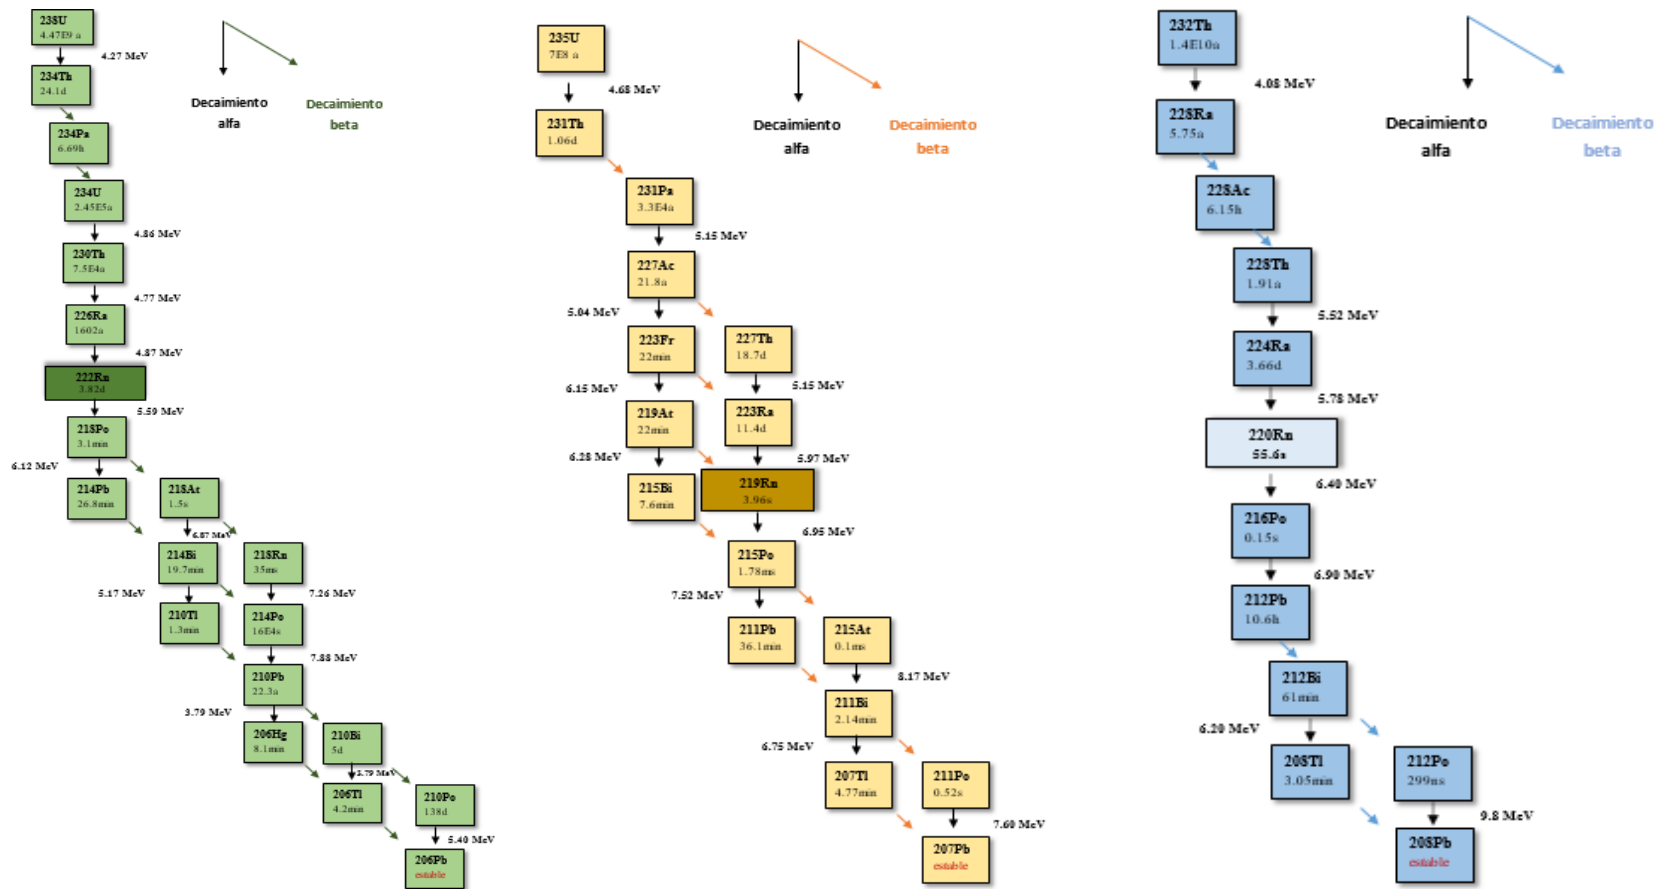 238U
4.47E9 a
4.27 MeV
234Th
24.1d
Decaimiento
alfa
Decaimiento
beta
234Pa
6.69h
234U
2.45E5a
4.86 MeV
230Th
7.5E4a
4.77 MeV
226Ra
1602a
4.87 MeV
222Rn
3.82d
5.59 MeV
218Po
3.1min
6.12 MeV
214Pb
26.8min
218At
1.5s
6.87 MeV
214Bi
19.7min
218Rn
35ms
5.17 MeV
7.26 MeV
210Tl
1.3min
214Po
16E4s
7.88 MeV
210Pb
22.3a
3.79 MeV
206Hg
8.1min
210Bi
5d
3.79 MeV
206Tl
4.2min
210Po
138d
5.40 MeV
206Pb
estable
235U
7E8 a
4.68 MeV
231Th
1.06d
Decaimiento
alfa
Decaimiento
beta
231Pa
3.3E4a
5.15 MeV
227Ac
21.8a
5.04 MeV
223Fr
22min
227Th
18.7d
6.15 MeV
5.15 MeV
219At
22min
223Ra
11.4d
6.28 MeV
5.97 MeV
215Bi
7.6min
219Rn
3.96s
6.95 MeV
215Po
1.78ms
7.52 MeV
211Pb
36.1min
215At
0.1ms
8.17 MeV
211Bi
2.14min
6.75 MeV
207Tl
4.77min
211Po
0.52s
7.60 MeV
207Pb
estable
232Th
1.4E10a
4.08 MeV
228Ra
5.75a
Decaimiento
alfa
Decaimiento
beta
228Ac
6.15h
228Th
1.91a
5.52 MeV
224Ra
3.66d
5.78 MeV
220Rn
55.6s
6.40 MeV
216Po
0.15s
6.90 MeV
212Pb
10.6h
212Bi
61min
6.20 MeV
208Tl
3.05min
212Po
299ns
9.8 MeV
208Pb
estable